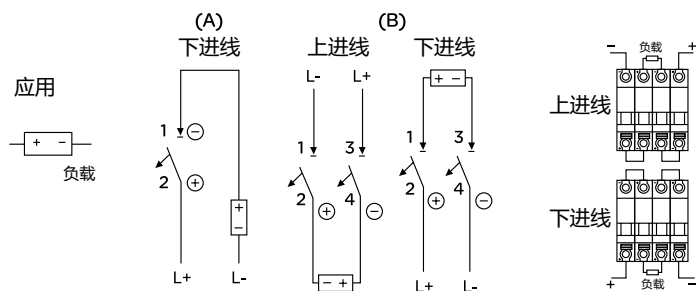 (A)
下进线
(B)
上进线 下进线
L- L+
应用
+ −
负载
1 −
2 +
+
−
L+ L-
1 3
2 + 4 −
− +
+ −
1 3
2 + 4 −
L+ L-
− 负载 +
上进线
下进线
+ 负载 −